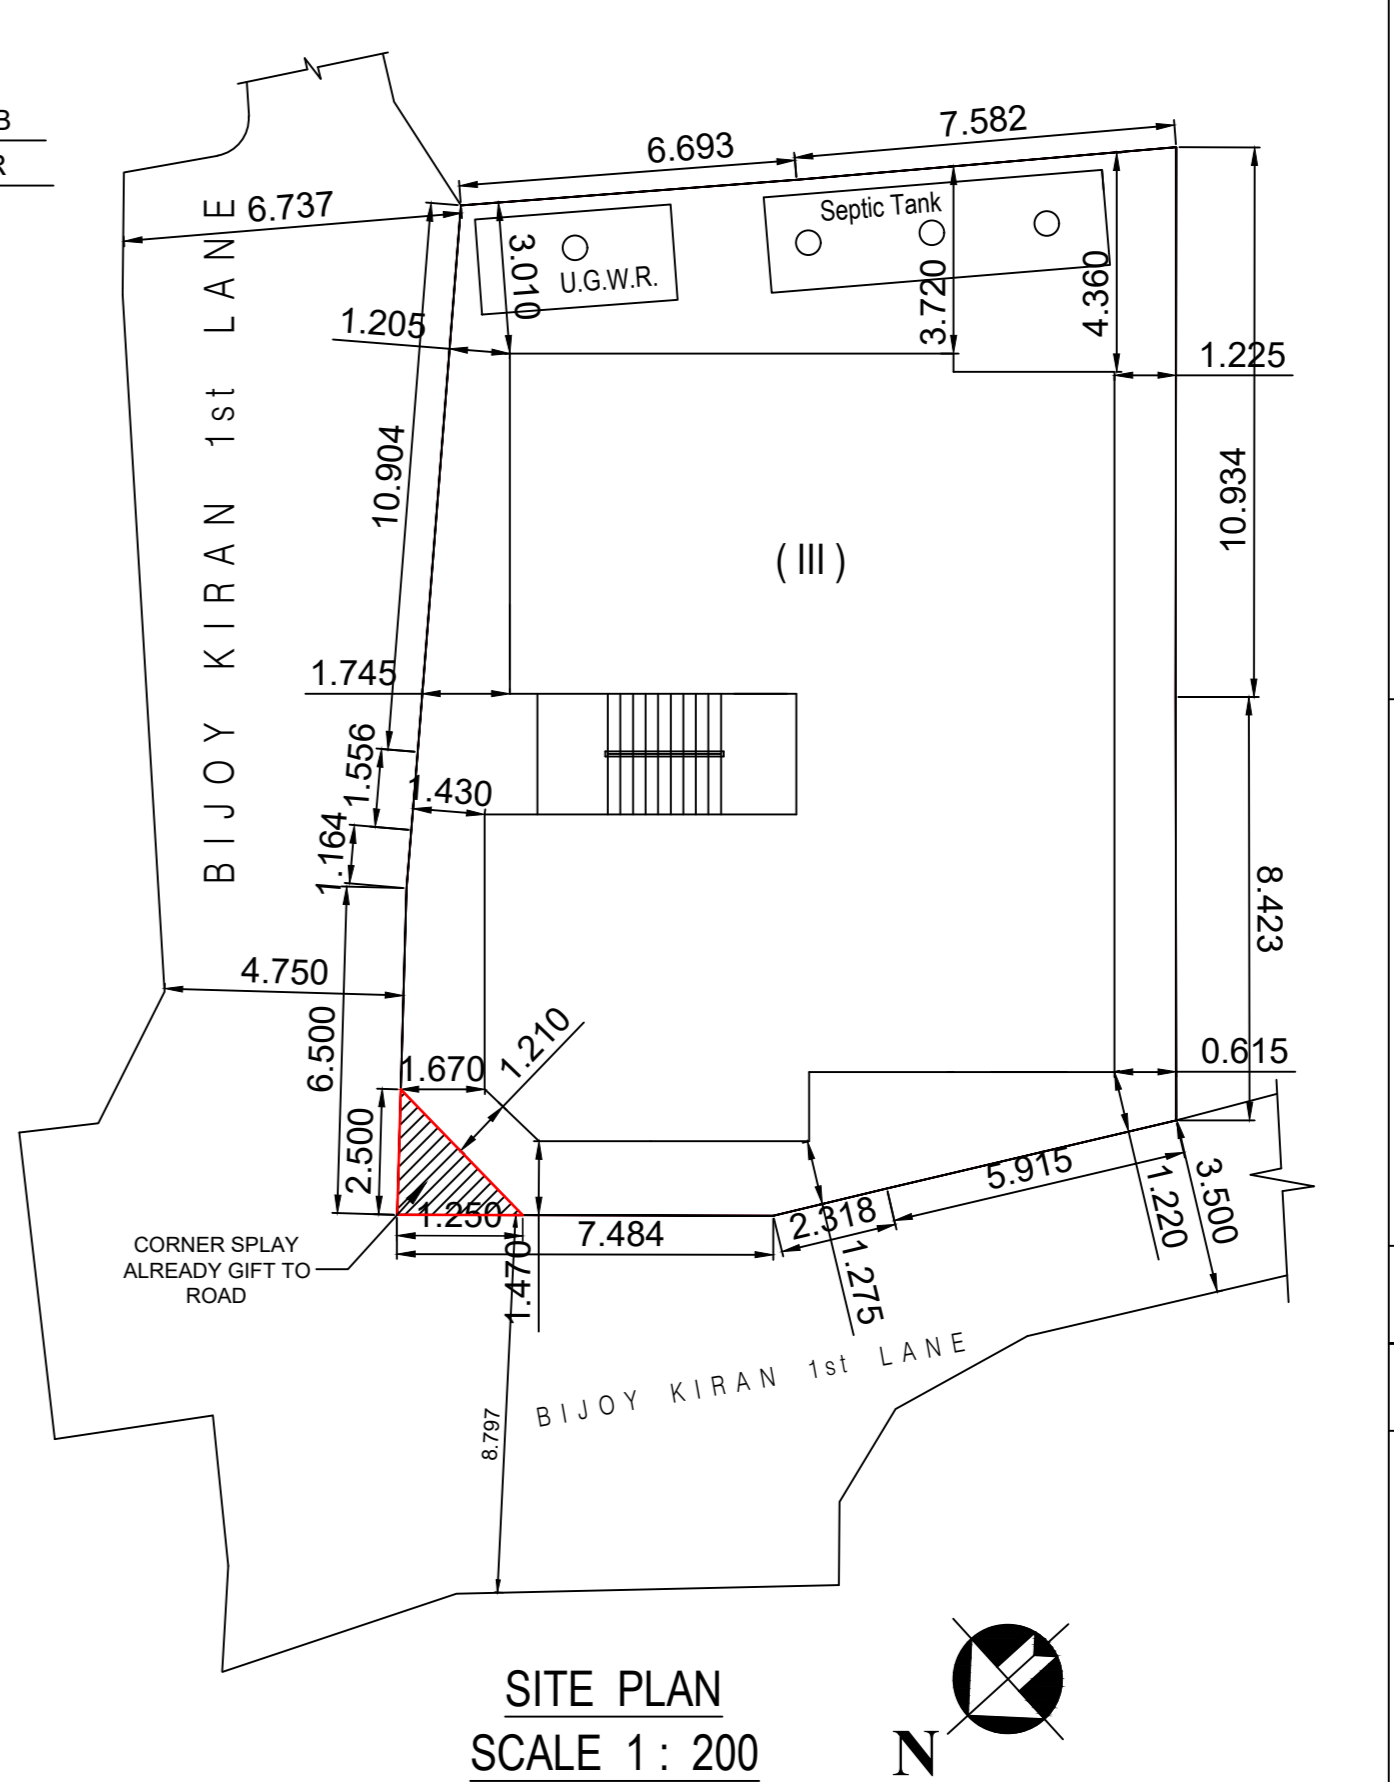 B
R
7.582
6.693
6.737
Septic Tank
U.G.W.R.
3.010
3.720
4.360
1.205
1.225
BIJOY KIRAN 1st LANE
10.904
10.934
( III )
1.745
1.556
1.430
1.164
8.423
4.750
6.500
1.210
1.670
0.615
2.500
1.250
7.484
1.470
2.318
5.915
1.275
1.220
3.500
CORNER SPLAY
ALREADY GIFT TO
ROAD
BIJOY KIRAN 1st LANE
8.797
SITE PLAN
SCALE 1 : 200
N